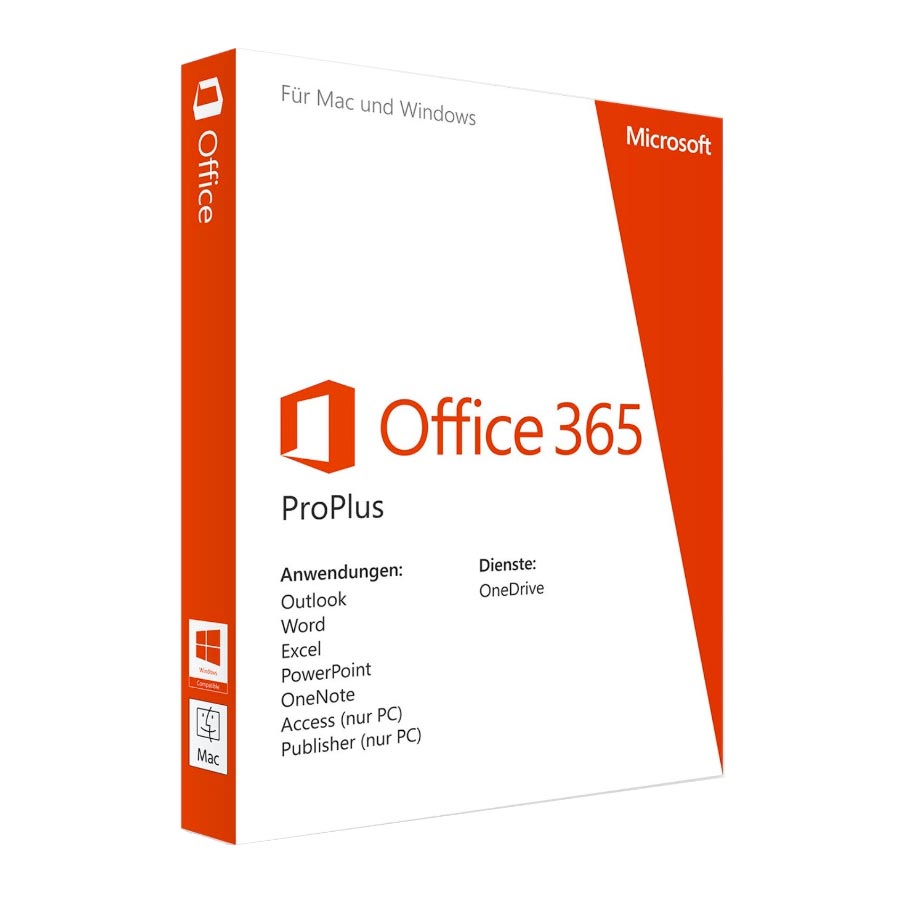 Office
Windows
Compatible
Mac
Für Mac und Windows
Microsoft
Office 365
ProPlus
Anwendungen:
Outlook
Word
Excel
PowerPoint
OneNote
Access (nur PC)
Publisher (nur PC)
Dienste:
OneDrive